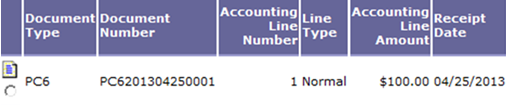 Document Type Document Number Accounting Line Number Line Type Accounting Line Amount Receipt Date
PC6 PC6201304250001 1 Normal $100.00 04/25/2013